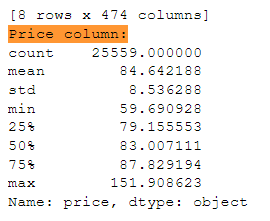 [8 rows x 474 columns]
Price column:
count 25559.000000
mean 84.642188
std 8.536288
min 59.690928
25% 79.155553
50% 83.007111
75% 87.829194
max 151.908623
Name: price, dtype: object